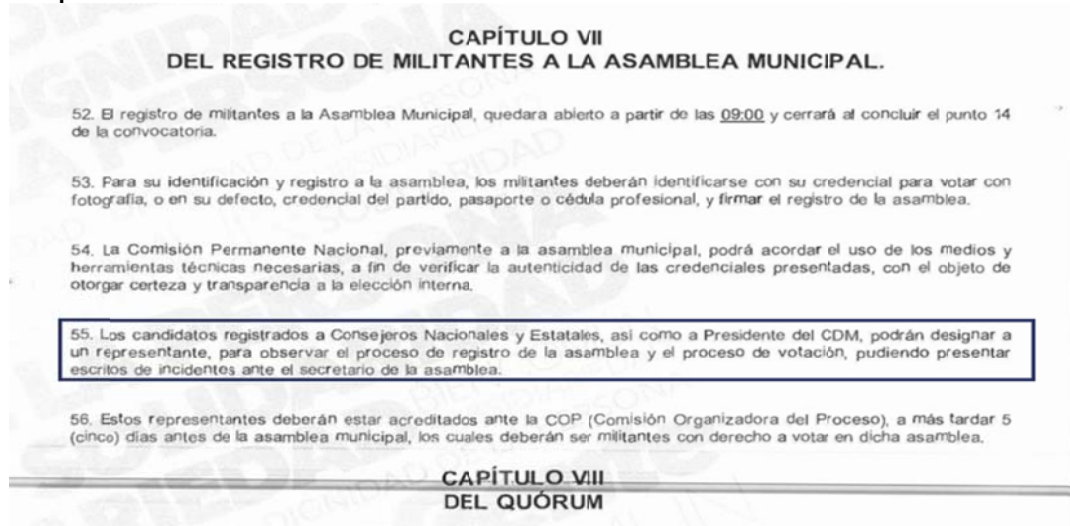 CAPÍTULO VII
DEL REGISTRO DE MILITANTES A LA ASAMBLEA MUNICIPAL.
52. El registro de militantes a la Asamblea Municipal, quedara abierto a partir de las 09:00 y cerrará al concluir el punto 14
de la convocatoria.
53. Para su identificación y registro a la asamblea, los militantes deberán identificarse con su credencial para votar con
fotografía, o en su defecto, credencial del partido, pasaporte o cédula profesional, y firmar el registro de la asamblea.
54. La Comisión Permanente Nacional, previamente a la asamblea municipal, podrá acordar el uso de los medios y
herramientas técnicas necesarias, a fin de verificar la autenticidad de las credenciales presentadas, con el objeto de
otorgar certeza y transparencia a la elección interna.
55. Los candidatos registrados a Consejeros Nacionales y Estatales, así como a Presidente del CDM, podrán designar a
un representante, para observar el proceso de registro de la asamblea y el proceso de votación, pudiendo presentar
escritos de incidentes ante el secretario de la asamblea.
56. Estos representantes deberán estar acreditados ante la COP (Comisión Organizadora del Proceso), a más tardar 5
(cinco) días antes de la asamblea municipal, los cuales deberán ser militantes con derecho a votar en dicha asamblea.
CAPÍTULO VIII
DEL QUÓRUM